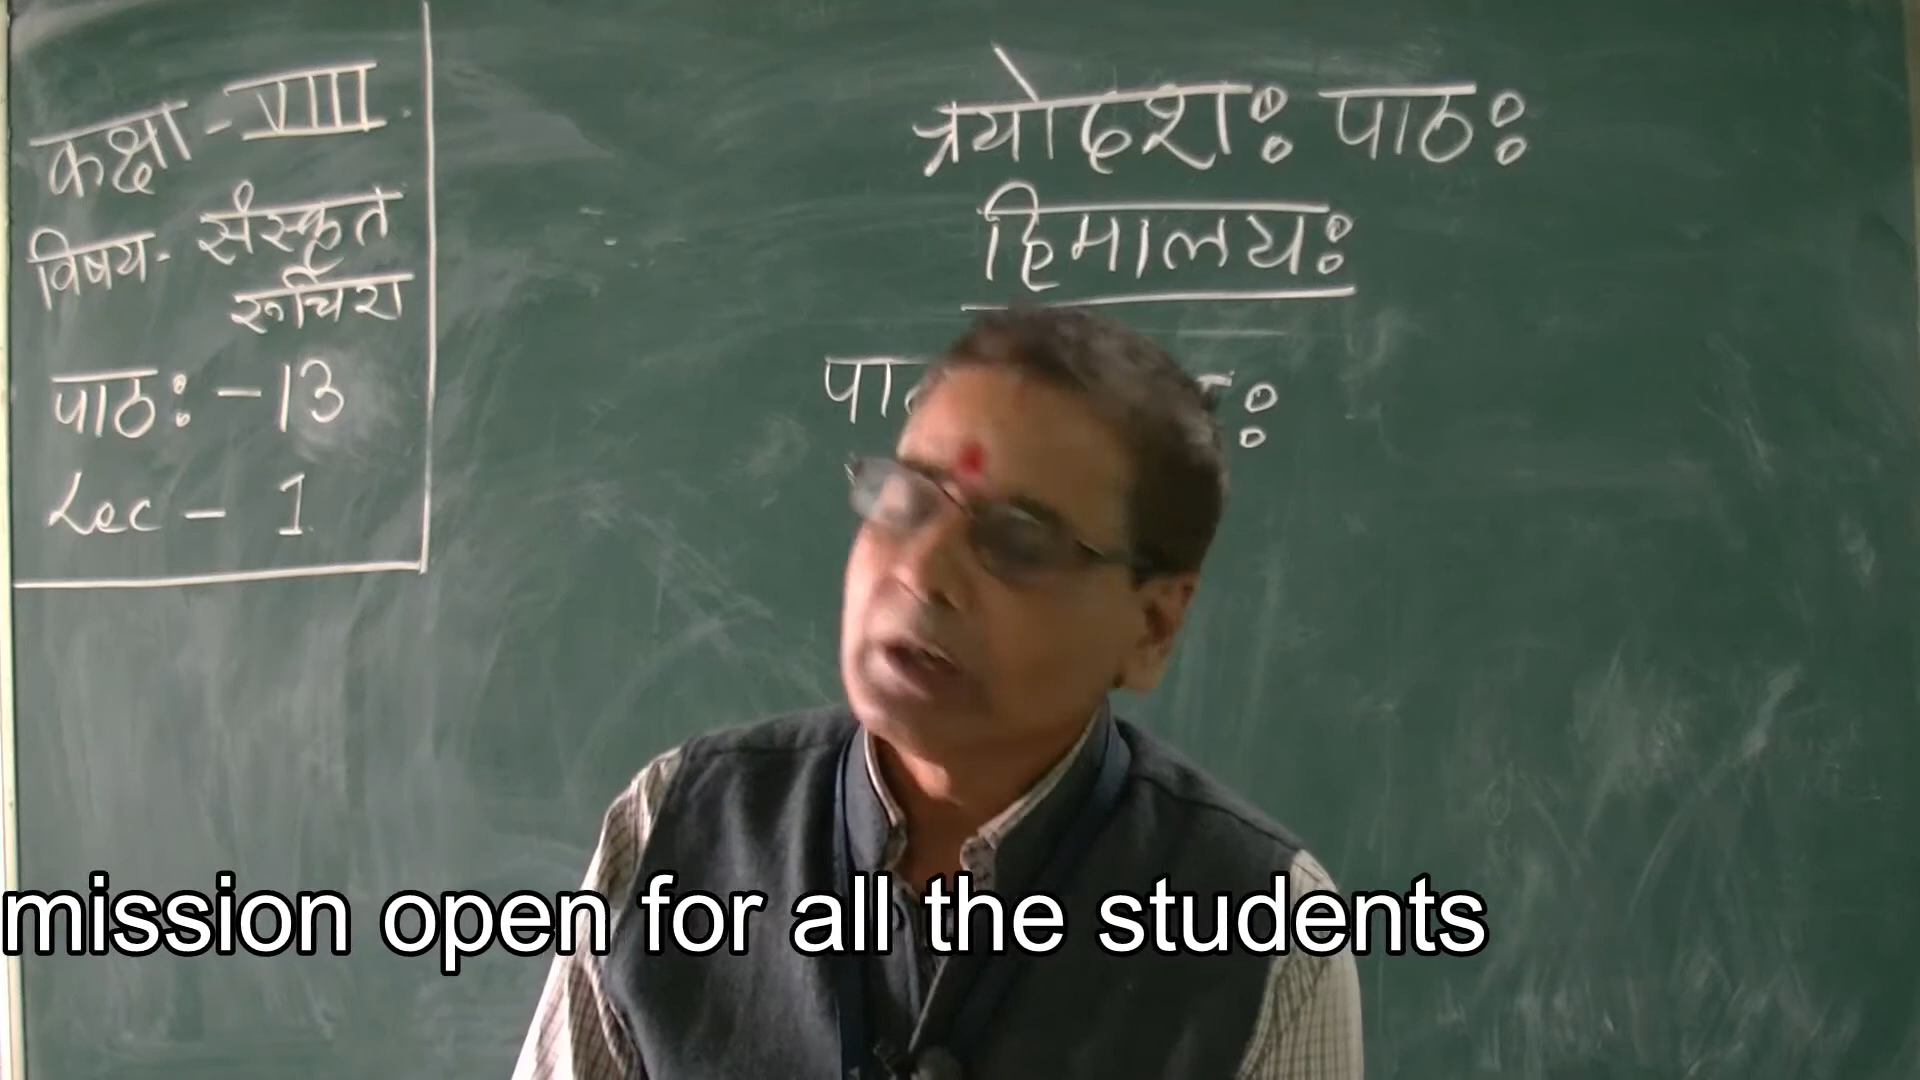 कक्षा - VIII
विषय - संस्कृत
रूचिरा
पाठः - 13
Lec - 1
त्रयोदशः पाठः
हिमालयः
mission open for all the students